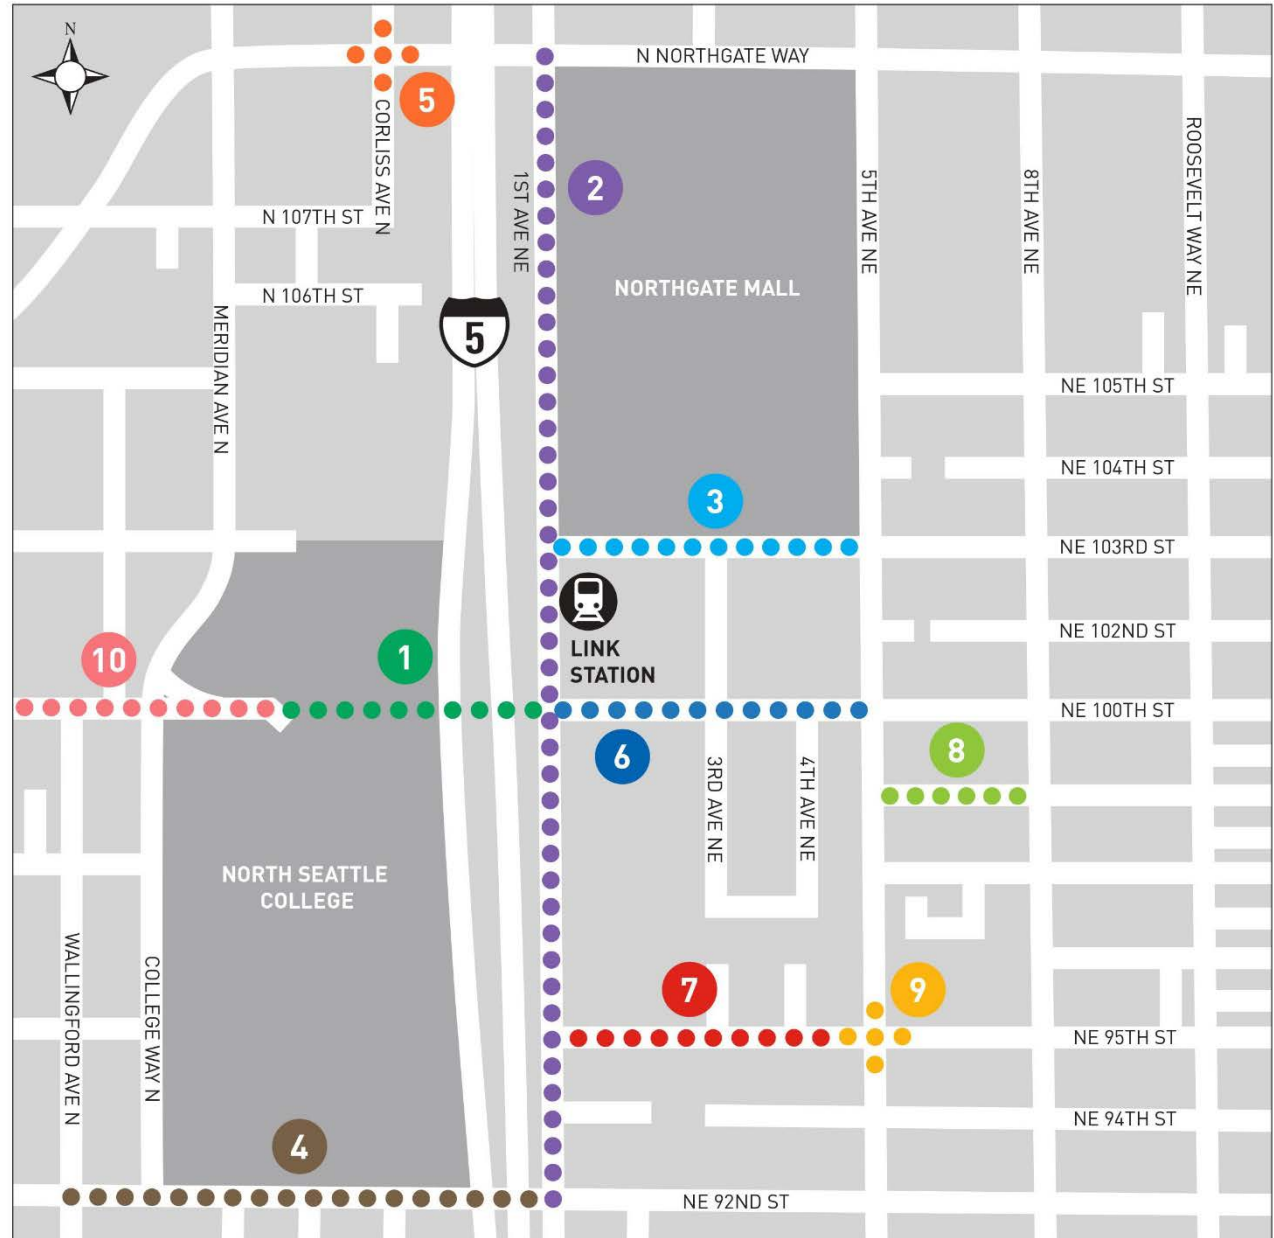 N
N NORTHGATE WAY
5
CORLISS AVE N
ROOSEVELT WAY NE
1ST AVE NE
2
5TH AVE NE
8TH AVE NE
N 107TH ST
NORTHGATE MALL
N 106TH ST
MERIDIAN AVE N
5
NE 105TH ST
NE 104TH ST
3
NE 103RD ST
LINK
STATION
NE 102ND ST
10
1
NE 100TH ST
6
8
3RD AVE NE
4TH AVE NE
NORTH SEATTLE
COLLEGE
WALLINGFORD AVE N
COLLEGE WAY N
7
9
NE 95TH ST
NE 94TH ST
4
NE 92ND ST